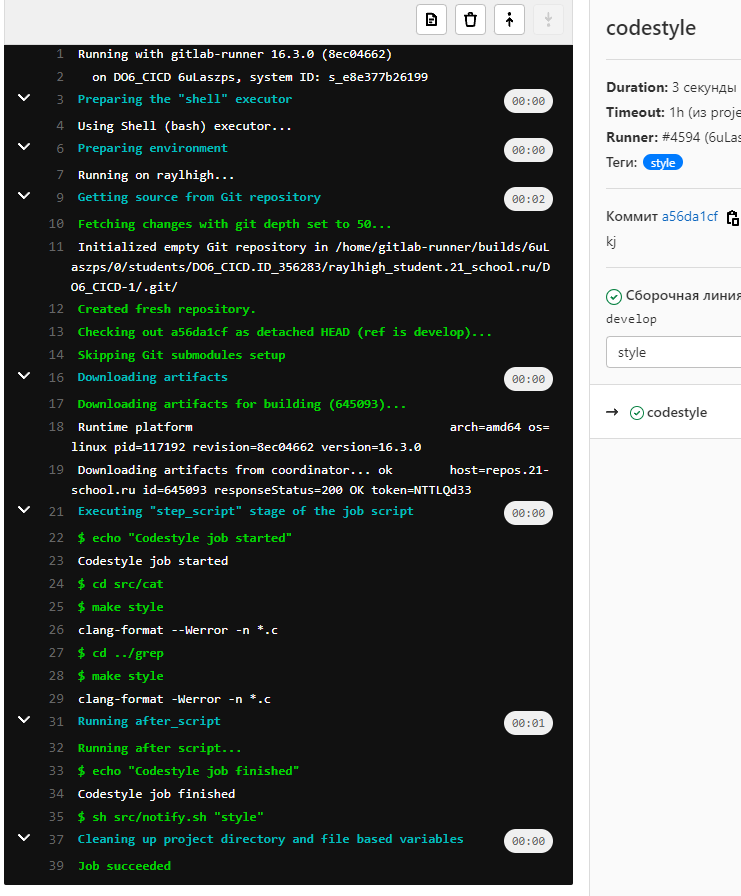 1 Running with gitlab-runner 16.3.0 (8ec04662)
2 on DO6_CICD 6uLaszps, system ID: s_e8e377b26199
3 Preparing the "shell" executor 00:00
4 Using Shell (bash) executor...
6 Preparing environment 00:00
7 Running on raylhigh...
9 Getting source from Git repository 00:02
10 Fetching changes with git depth set to 50...
11 Initialized empty Git repository in /home/gitlab-runner/builds/6uL
aszps/0/students/DO6_CICD.ID_356283/raylhigh_student.21_school.ru/D
O6_CICD-1/.git/
12 Created fresh repository.
13 Checking out a56da1cf as detached HEAD (ref is develop)...
14 Skipping Git submodules setup
16 Downloading artifacts 00:00
17 Downloading artifacts for building (645093)...
18 Runtime platform arch=amd64 os=
linux pid=117192 revision=8ec04662 version=16.3.0
19 Downloading artifacts from coordinator... ok host=repos.21-
school.ru id=645093 responseStatus=200 OK token=NTTLQd33
21 Executing "step_script" stage of the job script 00:00
22 $ echo "Codestyle job started"
23 Codestyle job started
24 $ cd src/cat
25 $ make style
26 clang-format --Werror -n *.c
27 $ cd ../grep
28 $ make style
29 clang-format -Werror -n *.c
31 Running after_script 00:01
32 Running after script...
33 $ echo "Codestyle job finished"
34 Codestyle job finished
35 $ sh src/notify.sh "style"
37 Cleaning up project directory and file based variables 00:00
39 Job succeeded
codestyle
Duration: 3 секунды
Timeout: 1h (из proje
Runner: #4594 (6uLas
Теги: style
Коммит a56da1cf
kj
Сборочная линия
develop
style
→ codestyle